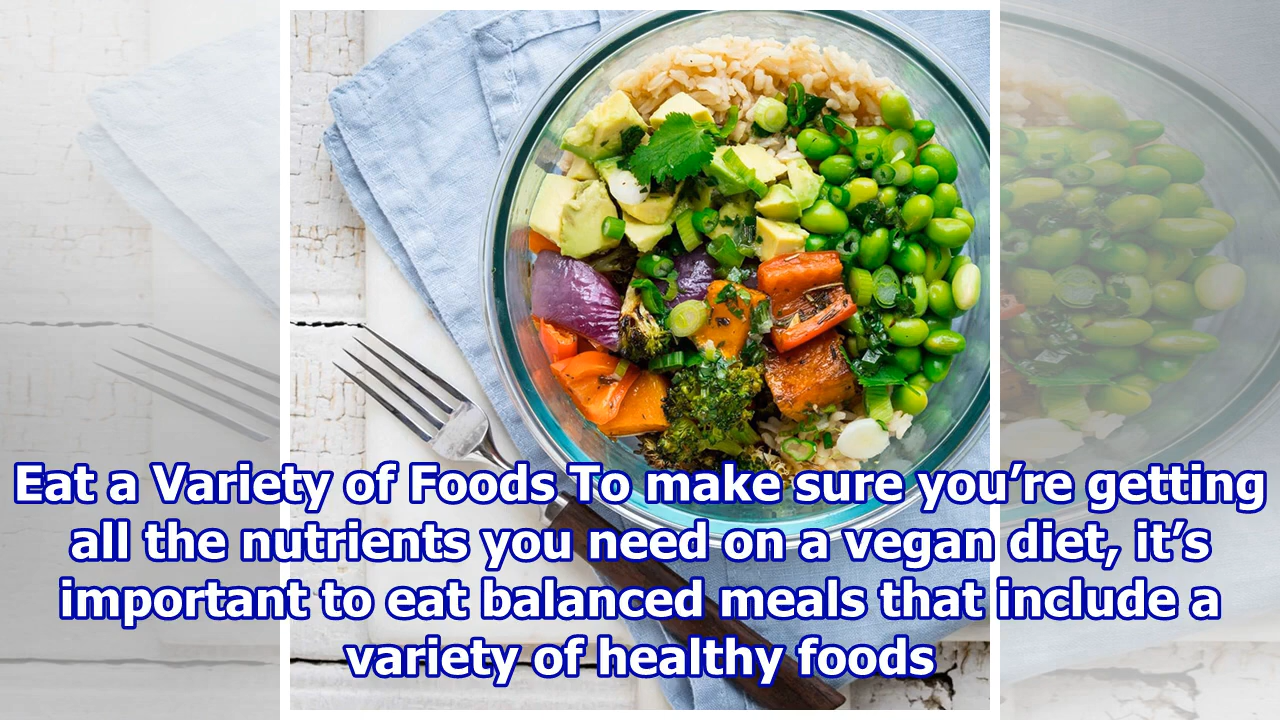 Eat a Variety of Foods To make sure you’re getting
all the nutrients you need on a vegan diet, it’s
important to eat balanced meals that include a
variety of healthy foods